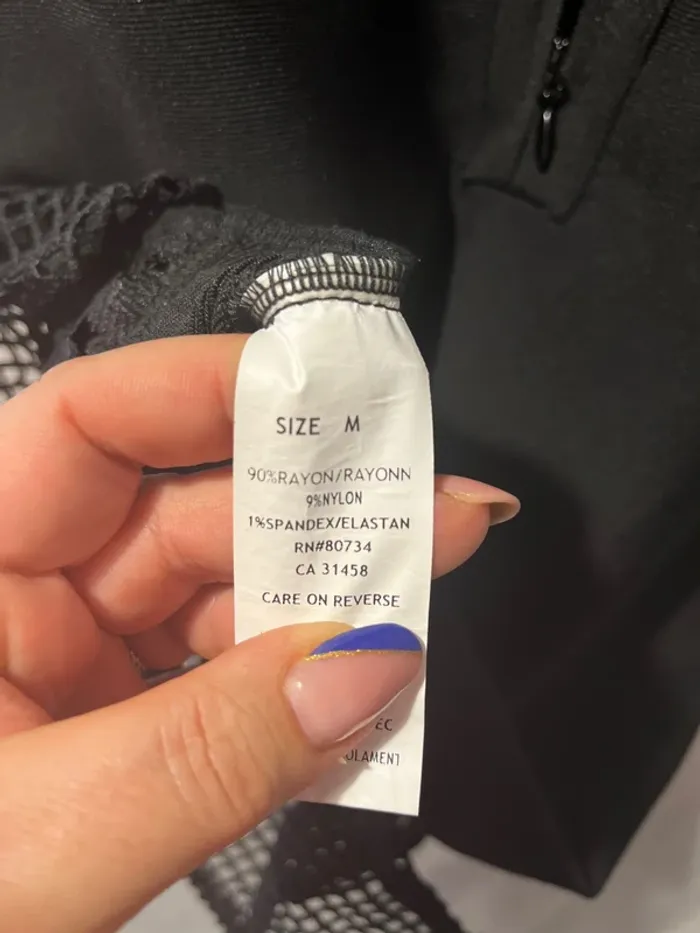 SIZE M
90%RAYON/RAYONN
9%NYLON
1%SPANDEX/ELASTAN
RN#80734
CA 31458
CARE ON REVERSE